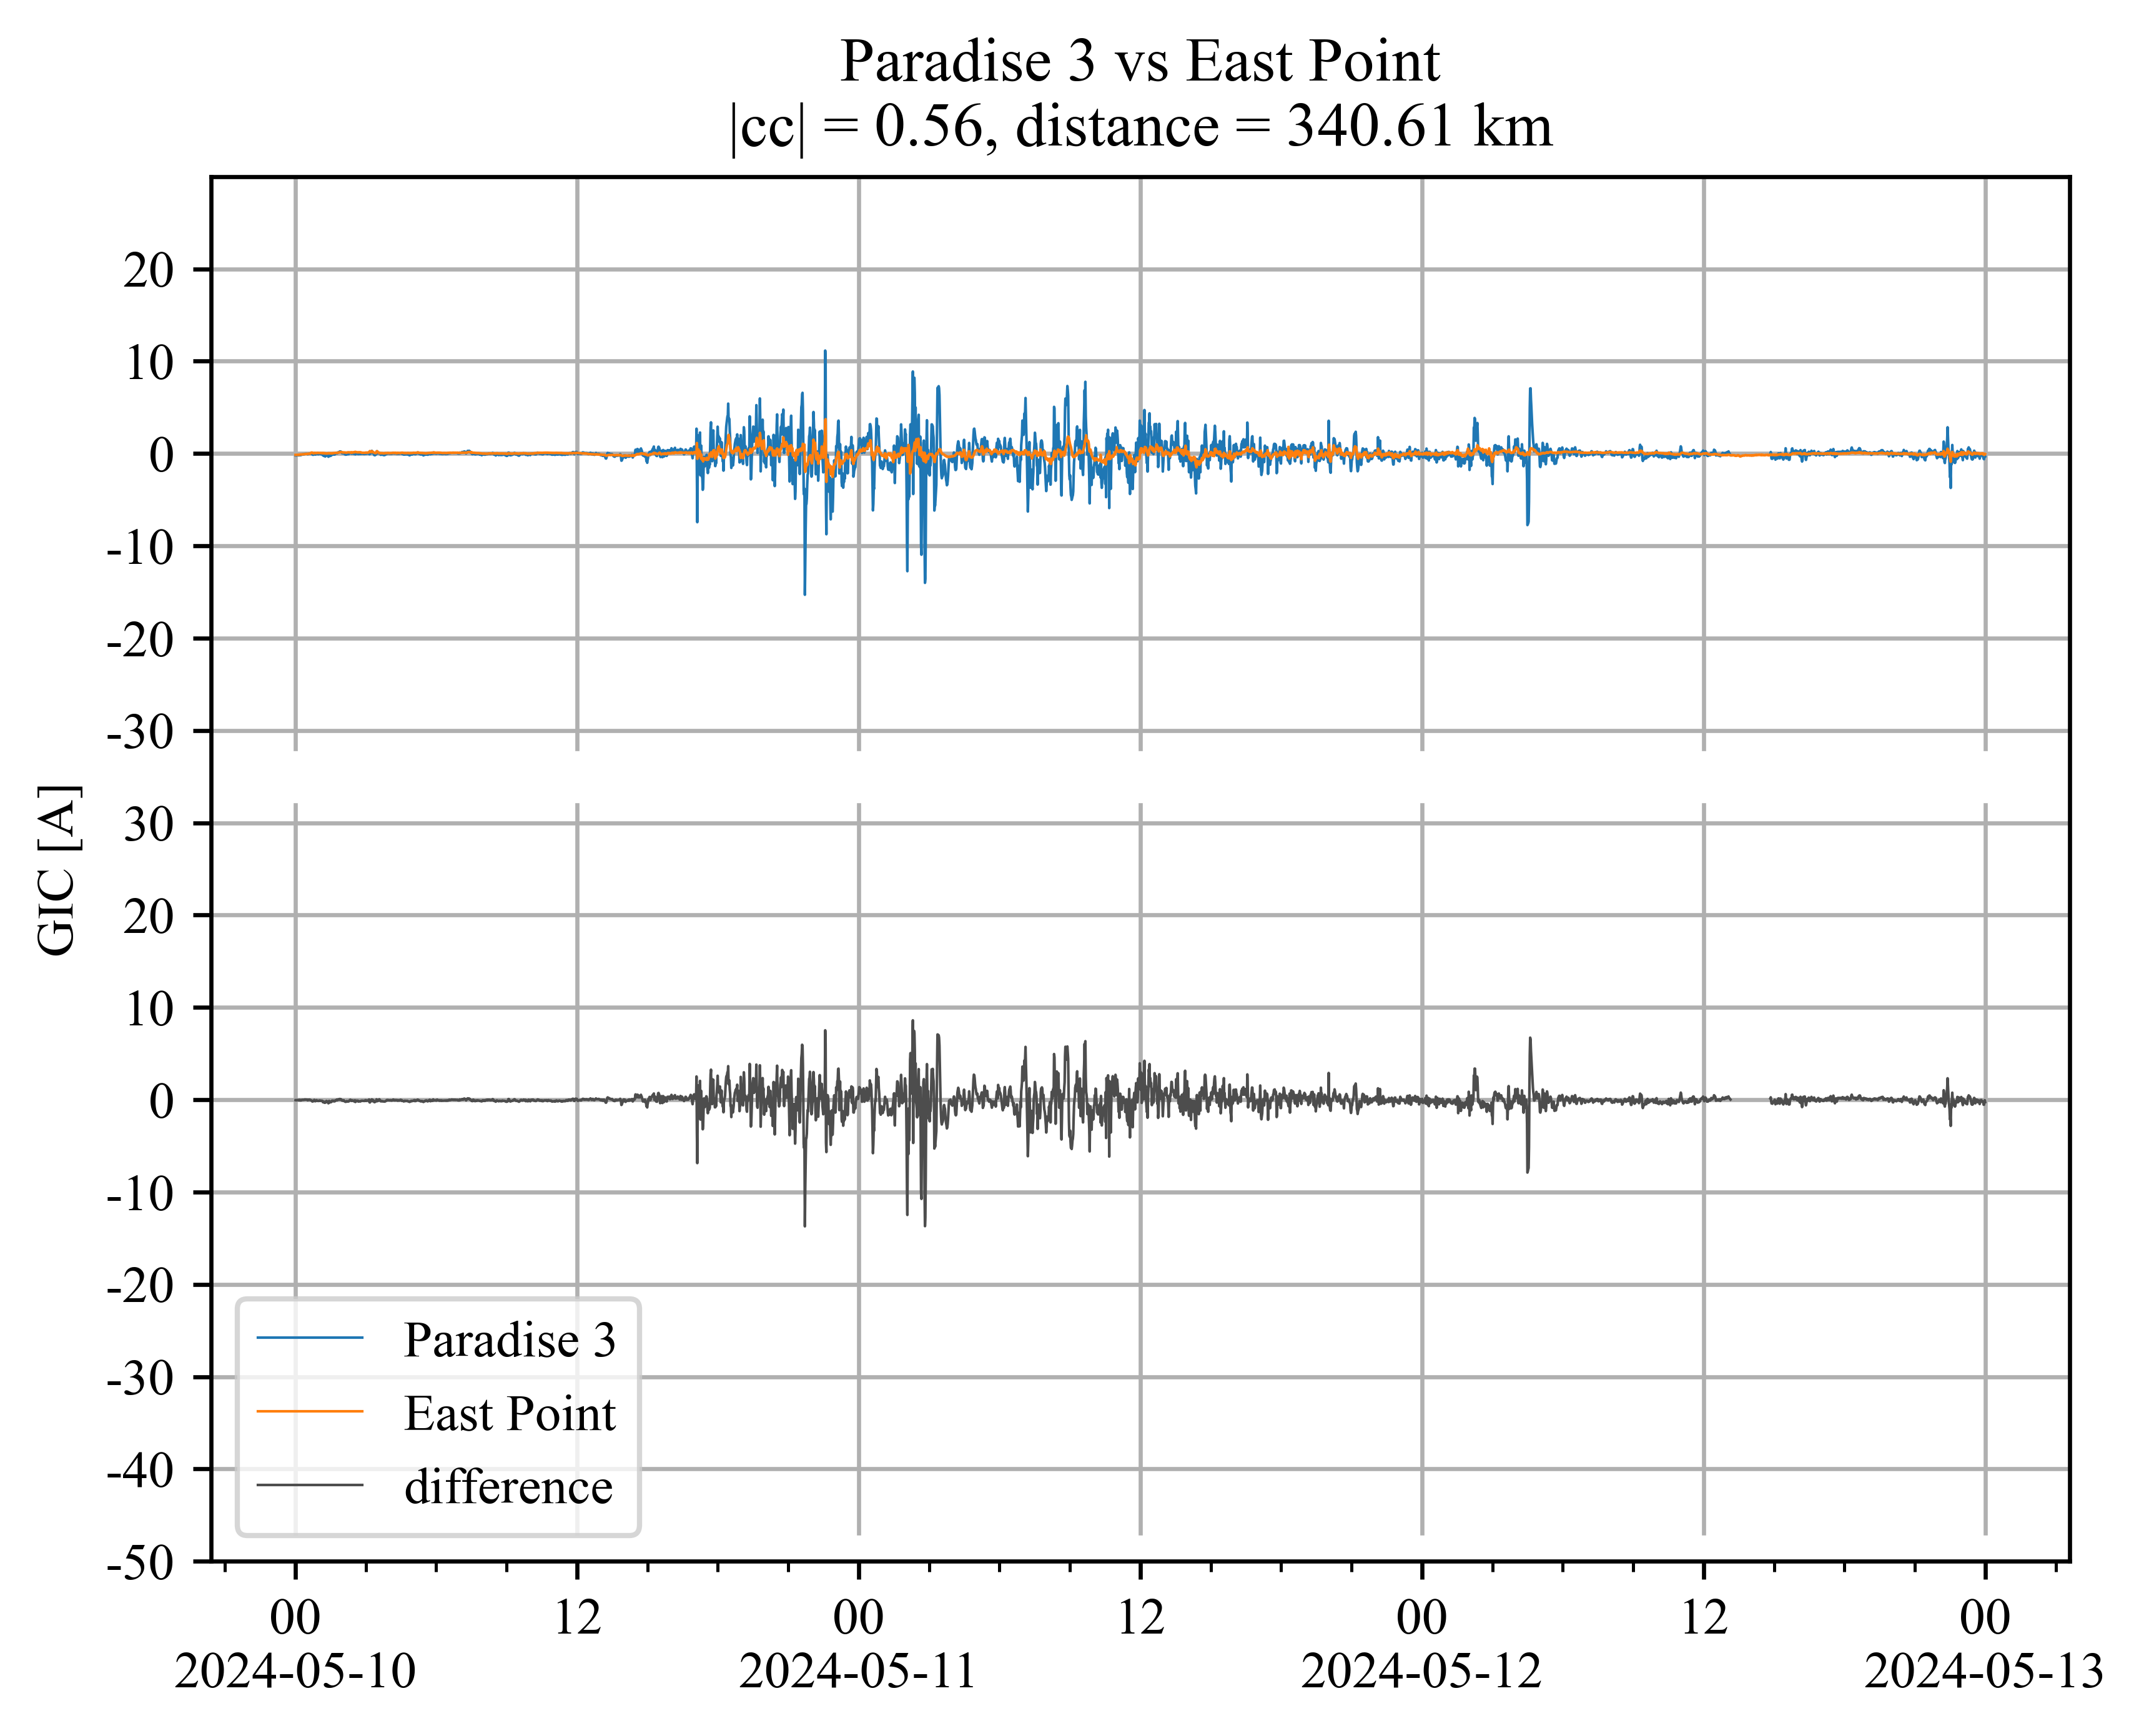 Paradise 3 vs East Point
|cc| = 0.56, distance = 340.61 km
GIC [A]
20
10
0
-10
-20
-30
30
20
10
0
-10
-20
-30
-40
-50
Paradise 3
East Point
difference
00 12 00 12 00 12 00
2024-05-10 2024-05-11 2024-05-12 2024-05-13